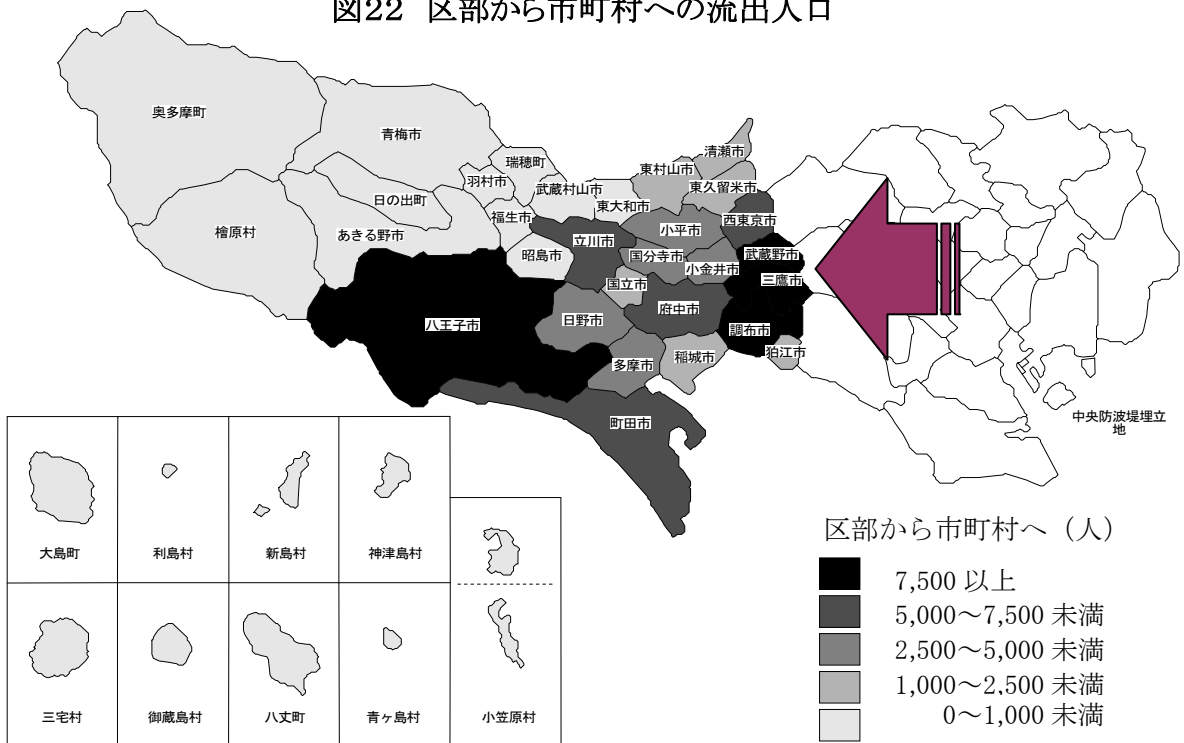 図22 区部から市町村への流出人口
奥多摩町
青梅市
瑞穂町
羽村市
日の出町
武蔵村山市
東大和市
東村山市
清瀬市
東久留米市
西東京市
檜原村
あきる野市
福生市
昭島市
立川市
小平市
国分寺市
小金井市
武蔵野市
三鷹市
国立市
八王子市
日野市
府中市
調布市
狛江市
多摩市
稲城市
町田市
中央防波堤埋立
地
大島町
利島村
新島村
神津島村
三宅村
御蔵島村
八丈町
青ヶ島村
小笠原村
区部から市町村へ（人）
7,500 以上
5,000～7,500 未満
2,500～5,000 未満
1,000～2,500 未満
0～1,000 未満